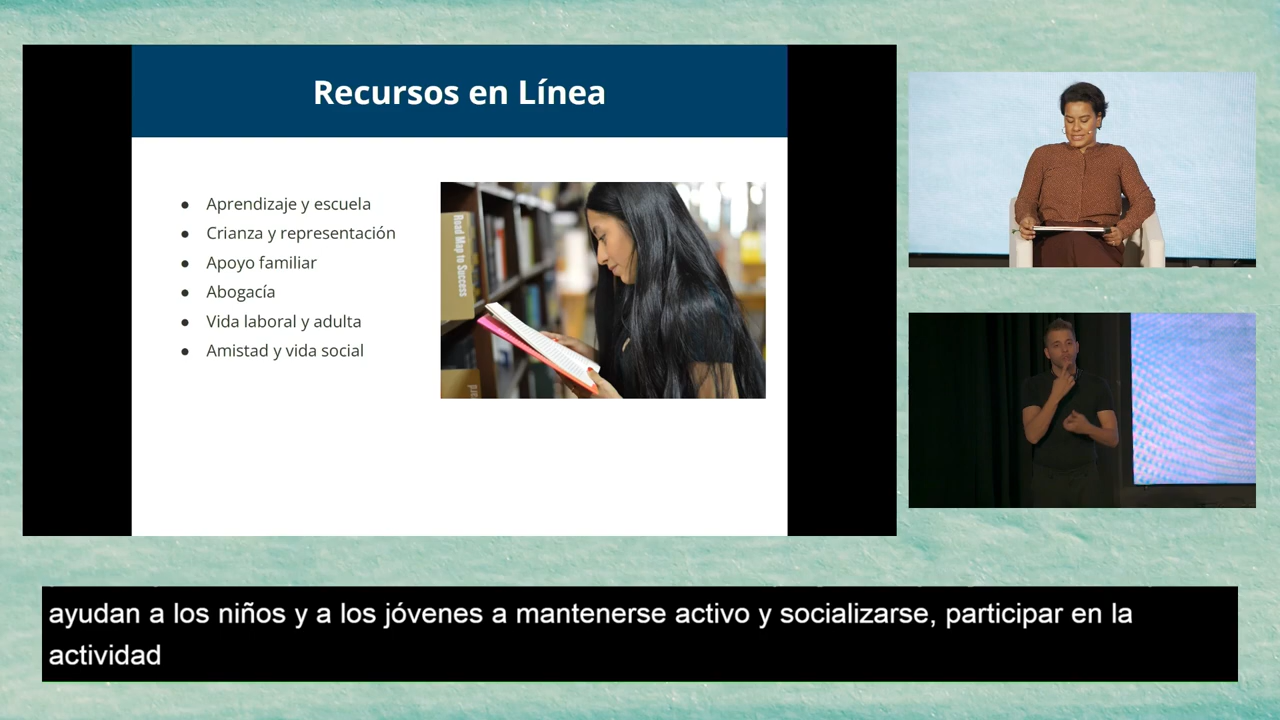 Recursos en Línea
● Aprendizaje y escuela
● Crianza y representación
● Apoyo familiar
● Abogacía
● Vida laboral y adulta
● Amistad y vida social
Road Map to Success
ayudan a los niños y a los jóvenes a mantenerse activo y socializarse, participar en la
actividad